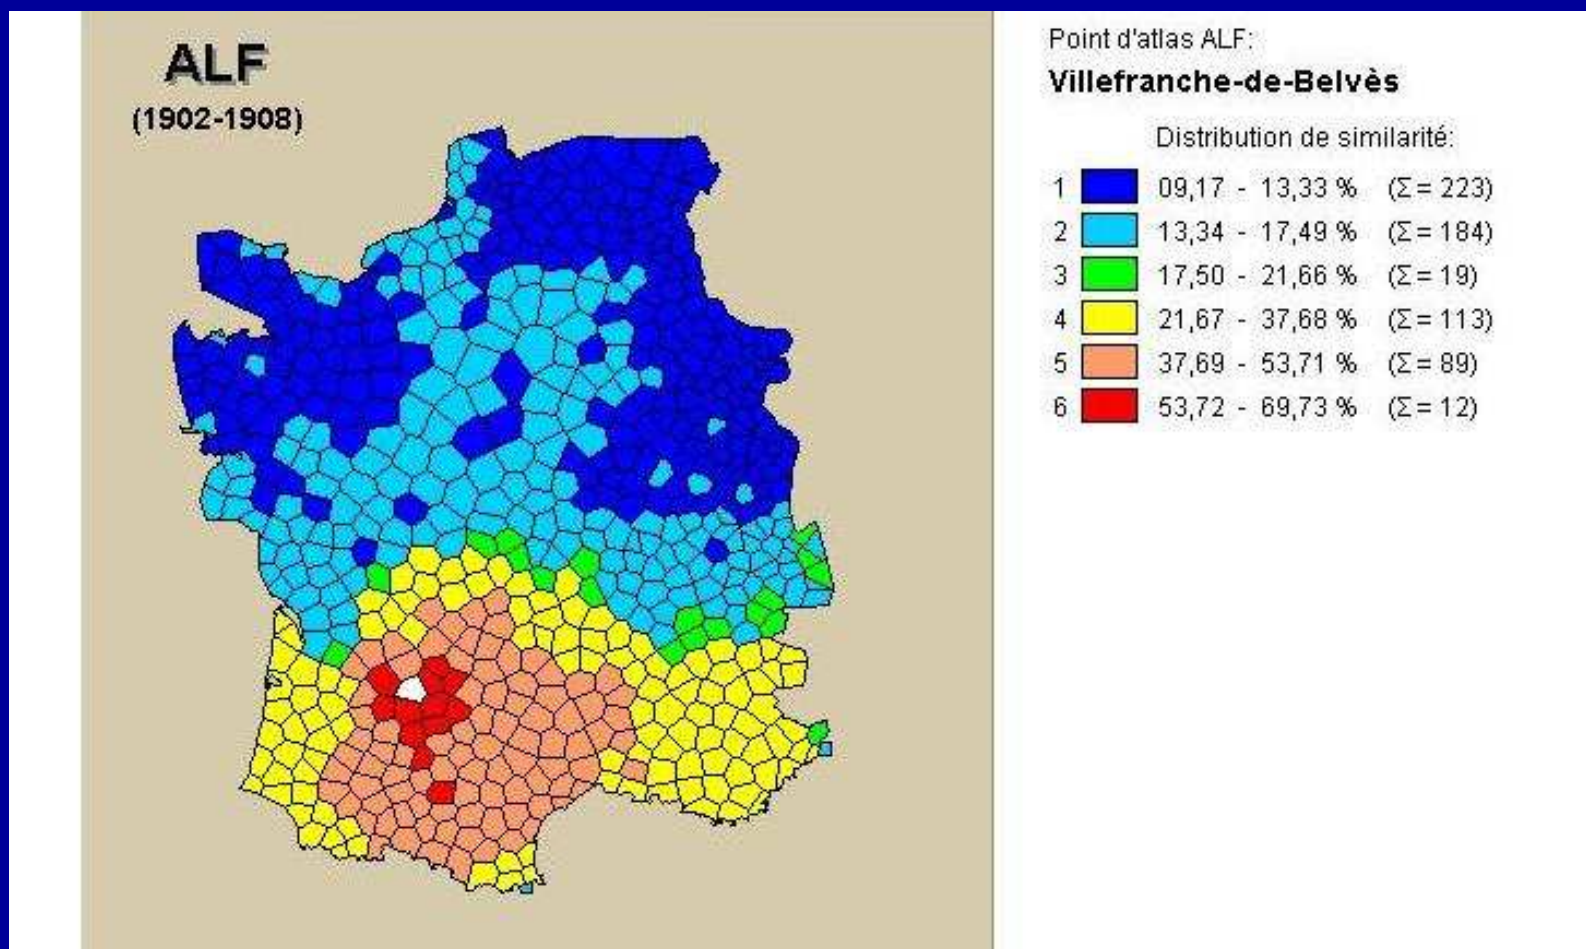 ALF
(1902-1908)
Point d'atlas ALF:
Villefranche-de-Belvès
Distribution de similarité:
1 09,17 - 13,33 % (Σ = 223)
2 13,34 - 17,49 % (Σ = 184)
3 17,50 - 21,66 % (Σ = 19)
4 21,67 - 37,68 % (Σ = 113)
5 37,69 - 53,71 % (Σ = 89)
6 53,72 - 69,73 % (Σ = 12)